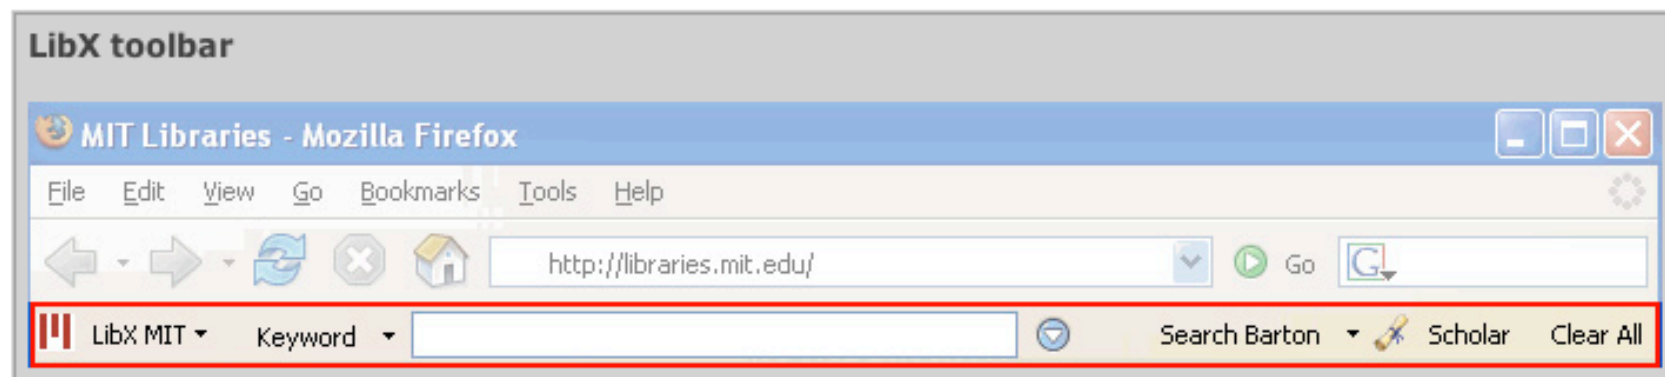 LibX toolbar
MIT Libraries - Mozilla Firefox
File Edit View Go Bookmarks Tools Help
http://libraries.mit.edu/ Go G
LibX MIT Keyword Search Barton Scholar Clear All